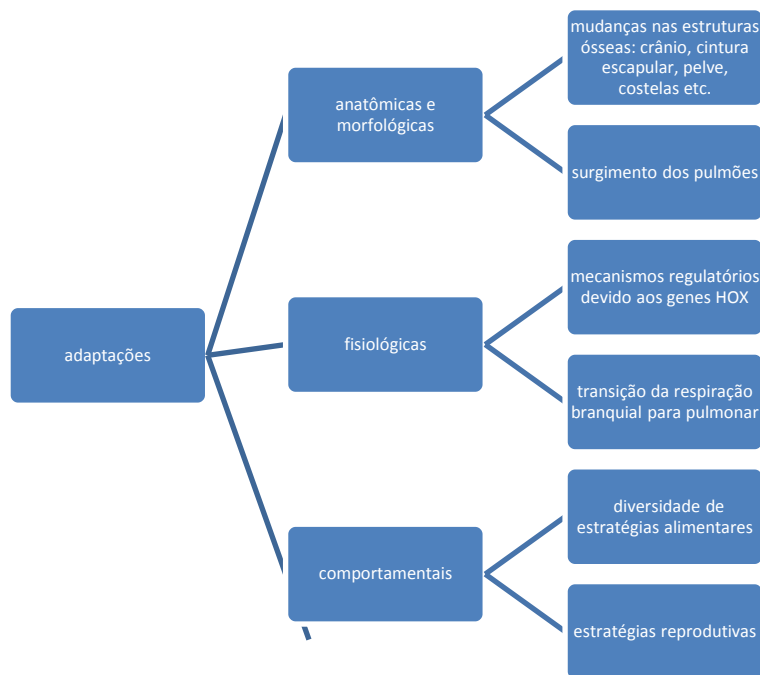 adaptações
anatômicas e
morfológicas
mudanças nas estruturas
ósseas: crânio, cintura
escapular, pelve,
costelas etc.
surgimento dos pulmões
fisiológicas
mecanismos regulatórios
devido aos genes HOX
transição da respiração
branquial para pulmonar
comportamentais
diversidade de
estratégias alimentares
estratégias reprodutivas